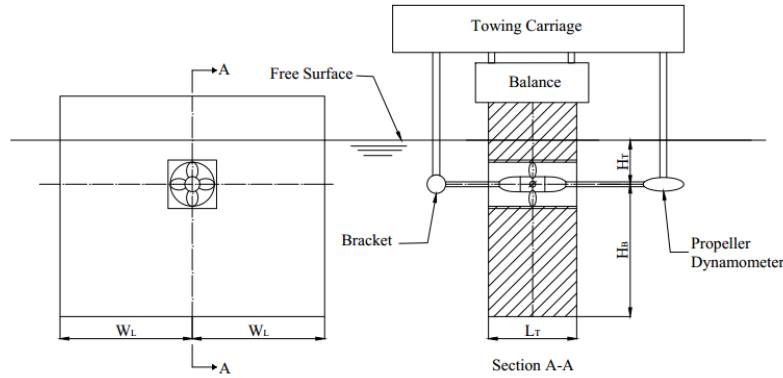 Towing Carriage
A
Free Surface
Balance
HT
Bracket
HB
Propeller
Dynamometer
WL
WL
LT
A
Section A-A